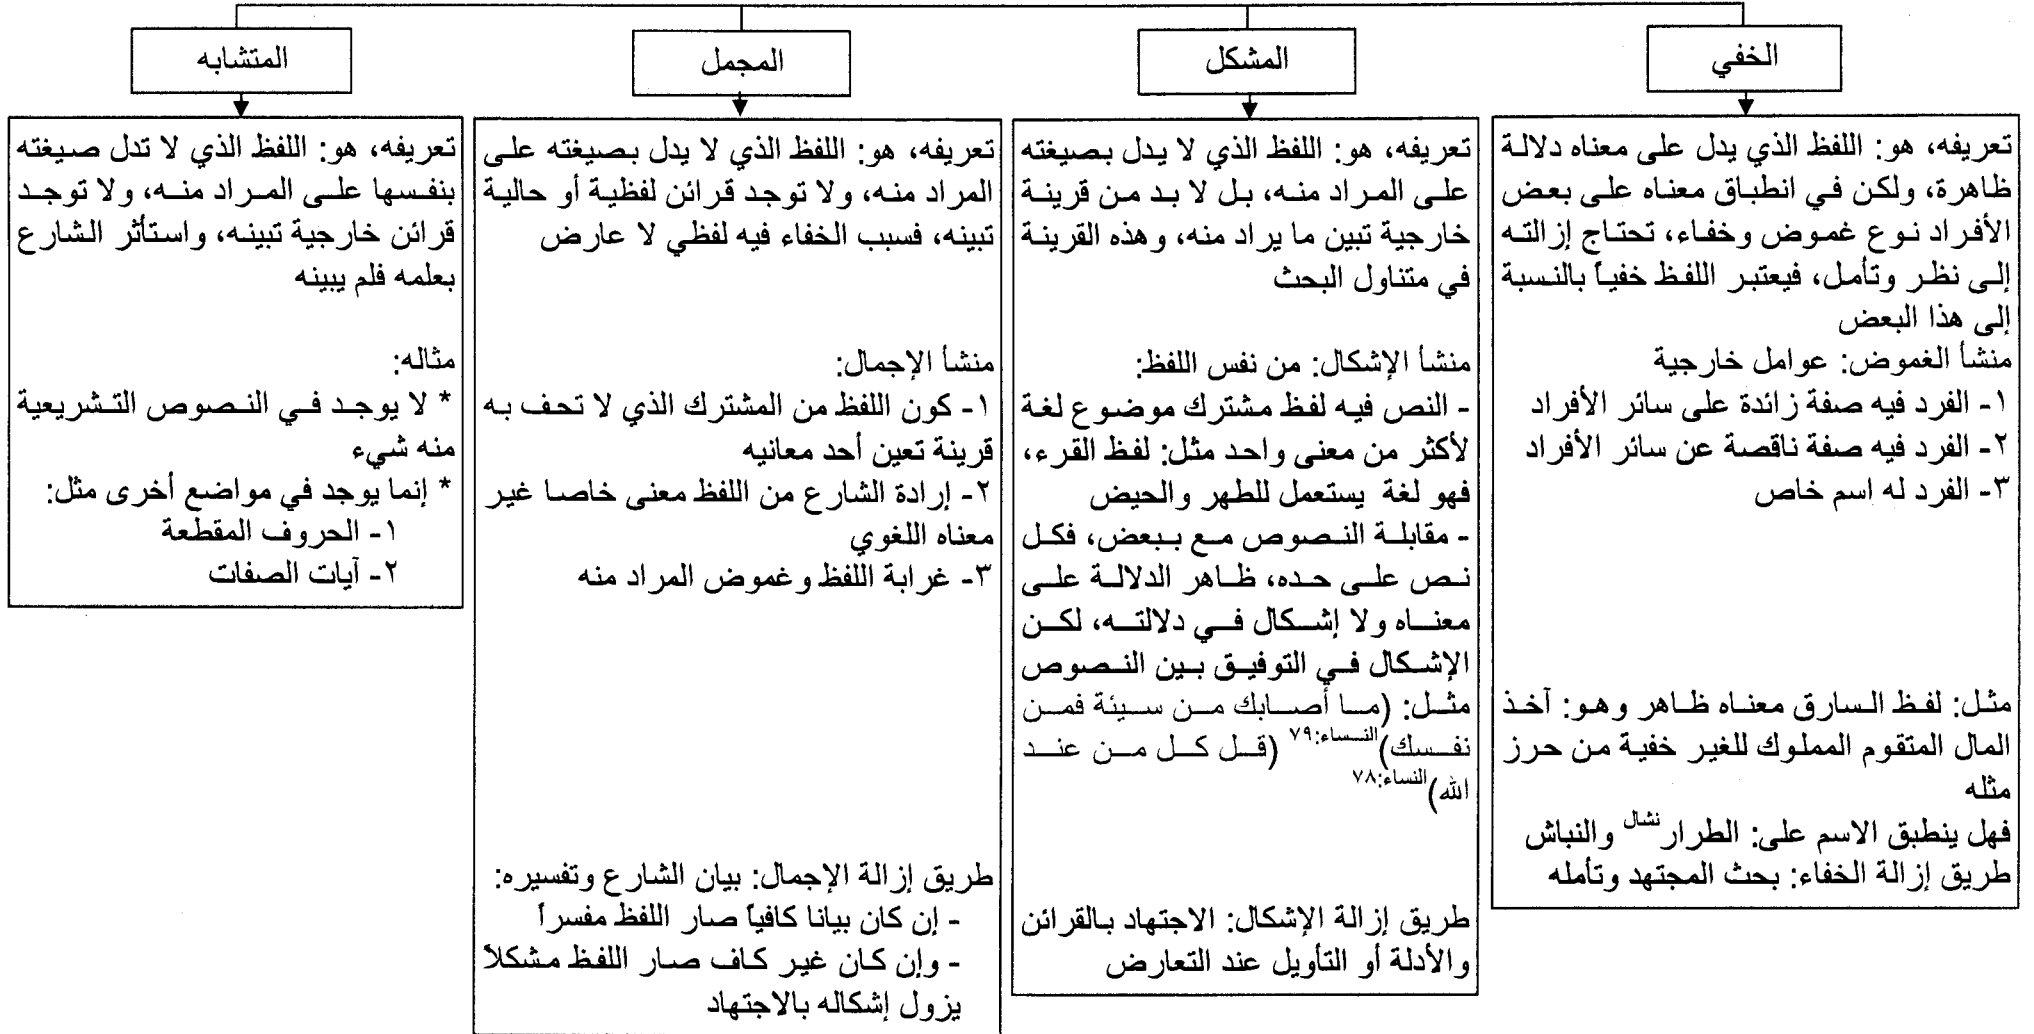 الخفي
تعريفه، هو: اللفظ الذي يدل على معناه دلالة
ظاهرة، ولكن في انطباق معناه على بعض
الأفراد نوع غموض وخفاء، تحتاج إزالته
إلى نظر وتأمل، فيعتبر اللفظ خفياً بالنسبة
إلى هذا البعض
منشأ الغموض: عوامل خارجية
١- الفرد فيه صفة زائدة على سائر الأفراد
٢- الفرد فيه صفة ناقصة عن سائر الأفراد
٣- الفرد له اسم خاص
مثل: لفظ السارق معناه ظاهر وهو: آخذ
المال المتقوم المملوك للغير خفية من حرز
مثله
فهل ينطبق الاسم على: الطرار نشال والنباش
طريق إزالة الخفاء: بحث المجتهد وتأمله
المشكل
تعريفه، هو: اللفظ الذي لا يدل بصيغته
على المراد منه، بل لا بد من قرينة
خارجية تبين ما يراد منه، وهذه القرينة
في متناول البحث
منشأ الإشكال: من نفس اللفظ:
- النص فيه لفظ مشترك موضوع لغة
لأكثر من معنى واحد مثل: لفظ القرء،
فهو لغة يستعمل للطهر والحيض
- مقابلة النصوص مع ببعض، فكل
نص على حده، ظاهر الدلالة على
معناه ولا إشكال في دلالته، لكن
الإشكال في التوفيق بين النصوص
مثل: (ما أصابك من سيئة فمن
نفسك) النساء:٧٩ (قل كل من عند
الله) النساء:٧٨
طريق إزالة الإشكال: الاجتهاد بالقرائن
والأدلة أو التأويل عند التعارض
المجمل
تعريفه، هو: اللفظ الذي لا يدل بصيغته على
المراد منه، ولا توجد قرائن لفظية أو حالية
تبينه، فسبب الخفاء فيه لفظي لا عارض
منشأ الإجمال:
١- كون اللفظ من المشترك الذي لا تحف به
قرينة تعين أحد معانيه
٢- إرادة الشارع من اللفظ معنى خاصا غير
معناه اللغوي
٣- غرابة اللفظ وغموض المراد منه
طريق إزالة الإجمال: بيان الشارع وتفسيره:
- إن كان بيانا كافياً صار اللفظ مفسراً
- وإن كان غير كاف صار اللفظ مشكلاً
يزول إشكاله بالاجتهاد
المتشابه
تعريفه، هو: اللفظ الذي لا تدل صيغته
بنفسها على المراد منه، ولا توجد
قرائن خارجية تبينه، واستأثر الشارع
بعلمه فلم يبينه
مثاله:
* لا يوجد في النصوص التشريعية
منه شيء
* إنما يوجد في مواضع أخرى مثل:
١- الحروف المقطعة
٢- آيات الصفات